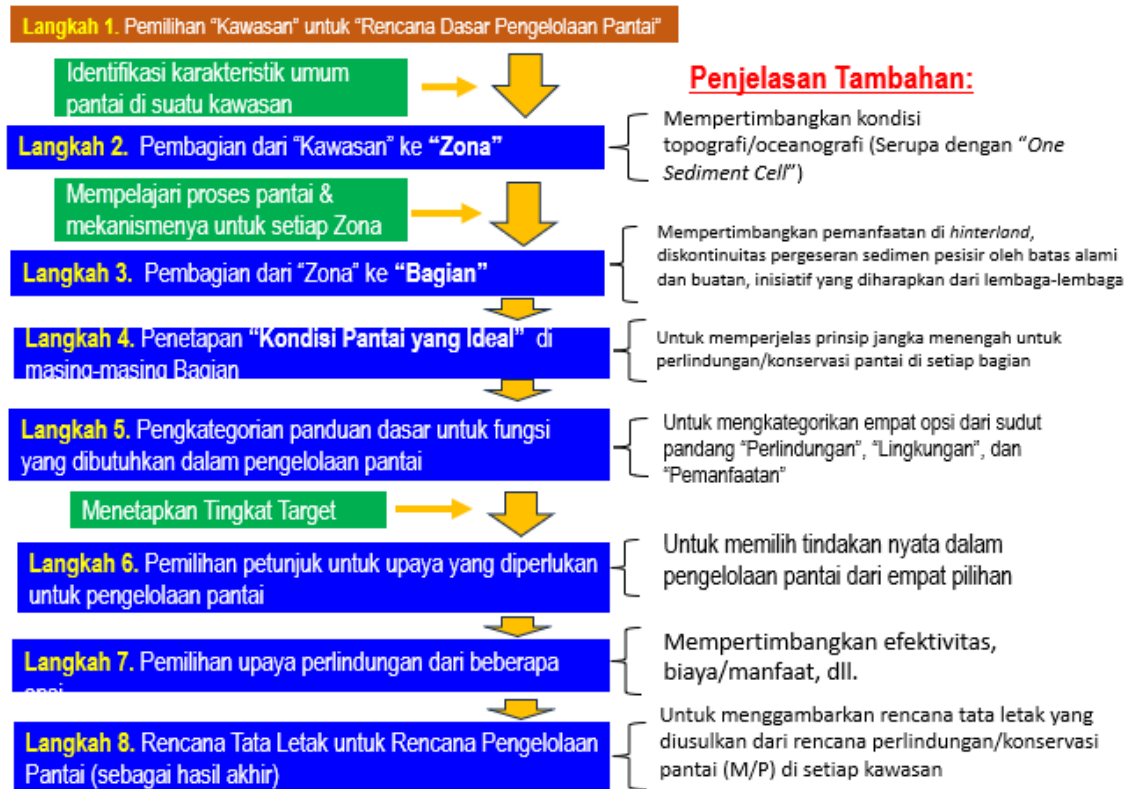 Langkah 1. Pemilihan “Kawasan” untuk “Rencana Dasar Pengelolaan Pantai”
Identifikasi karakteristik umum
pantai di suatu kawasan
Penjelasan Tambahan:
Langkah 2. Pembagian dari “Kawasan” ke “Zona”
Mempertimbangkan kondisi
topografi/oceanografi (Serupa dengan “One
Sediment Cell”)
Mempelajari proses pantai &
mekanismenya untuk setiap Zona
Langkah 3. Pembagian dari “Zona” ke “Bagian”
Mempertimbangkan pemanfaatan di hinterland,
diskontinuitas pergeseran sedimen pesisir oleh batas alami
dan buatan, inisiatif yang diharapkan dari lembaga-lembaga
Langkah 4. Penetapan “Kondisi Pantai yang Ideal” di
masing-masing Bagian
Untuk memperjelas prinsip jangka menengah untuk
perlindungan/konservasi pantai di setiap bagian
Langkah 5. Pengkategorian panduan dasar untuk fungsi
yang dibutuhkan dalam pengelolaan pantai
Untuk mengkategorikan empat opsi dari sudut
pandang “Perlindungan”, “Lingkungan”, dan
“Pemanfaatan”
Menetapkan Tingkat Target
Langkah 6. Pemilihan petunjuk untuk upaya yang diperlukan
untuk pengelolaan pantai
Untuk memilih tindakan nyata dalam
pengelolaan pantai dari empat pilihan
Langkah 7. Pemilihan upaya perlindungan dari beberapa
Mempertimbangkan efektivitas,
biaya/manfaat, dll.
Langkah 8. Rencana Tata Letak untuk Rencana Pengelolaan
Pantai (sebagai hasil akhir)
Untuk menggambarkan rencana tata letak yang
diusulkan dari rencana perlindungan/konservasi
pantai (M/P) di setiap kawasan